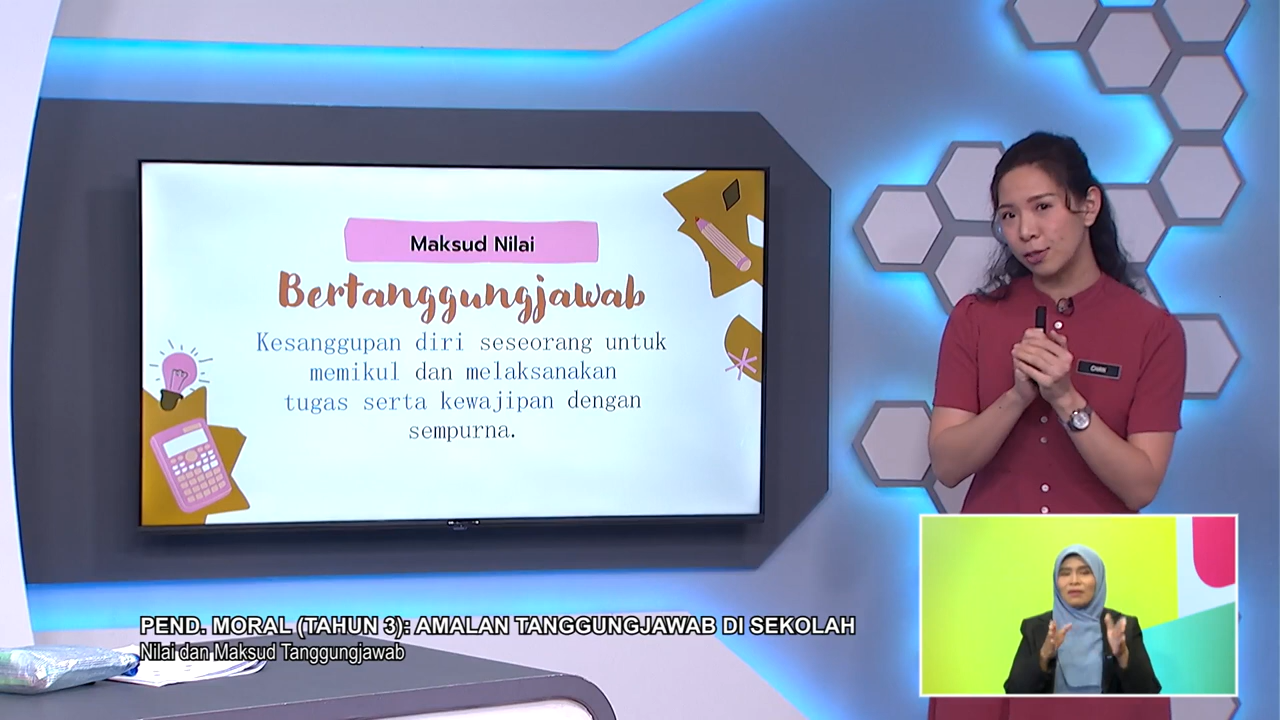 Maksud Nilai
Bertanggungjawab
Kesanggupan diri seseorang untuk
memikul dan melaksanakan
tugas serta kewajipan dengan
sempurna.
CHAN
PEND. MORAL (TAHUN 3): AMALAN TANGGUNGJAWAB DI SEKOLAH
Nilai dan Maksud Tanggungjawab